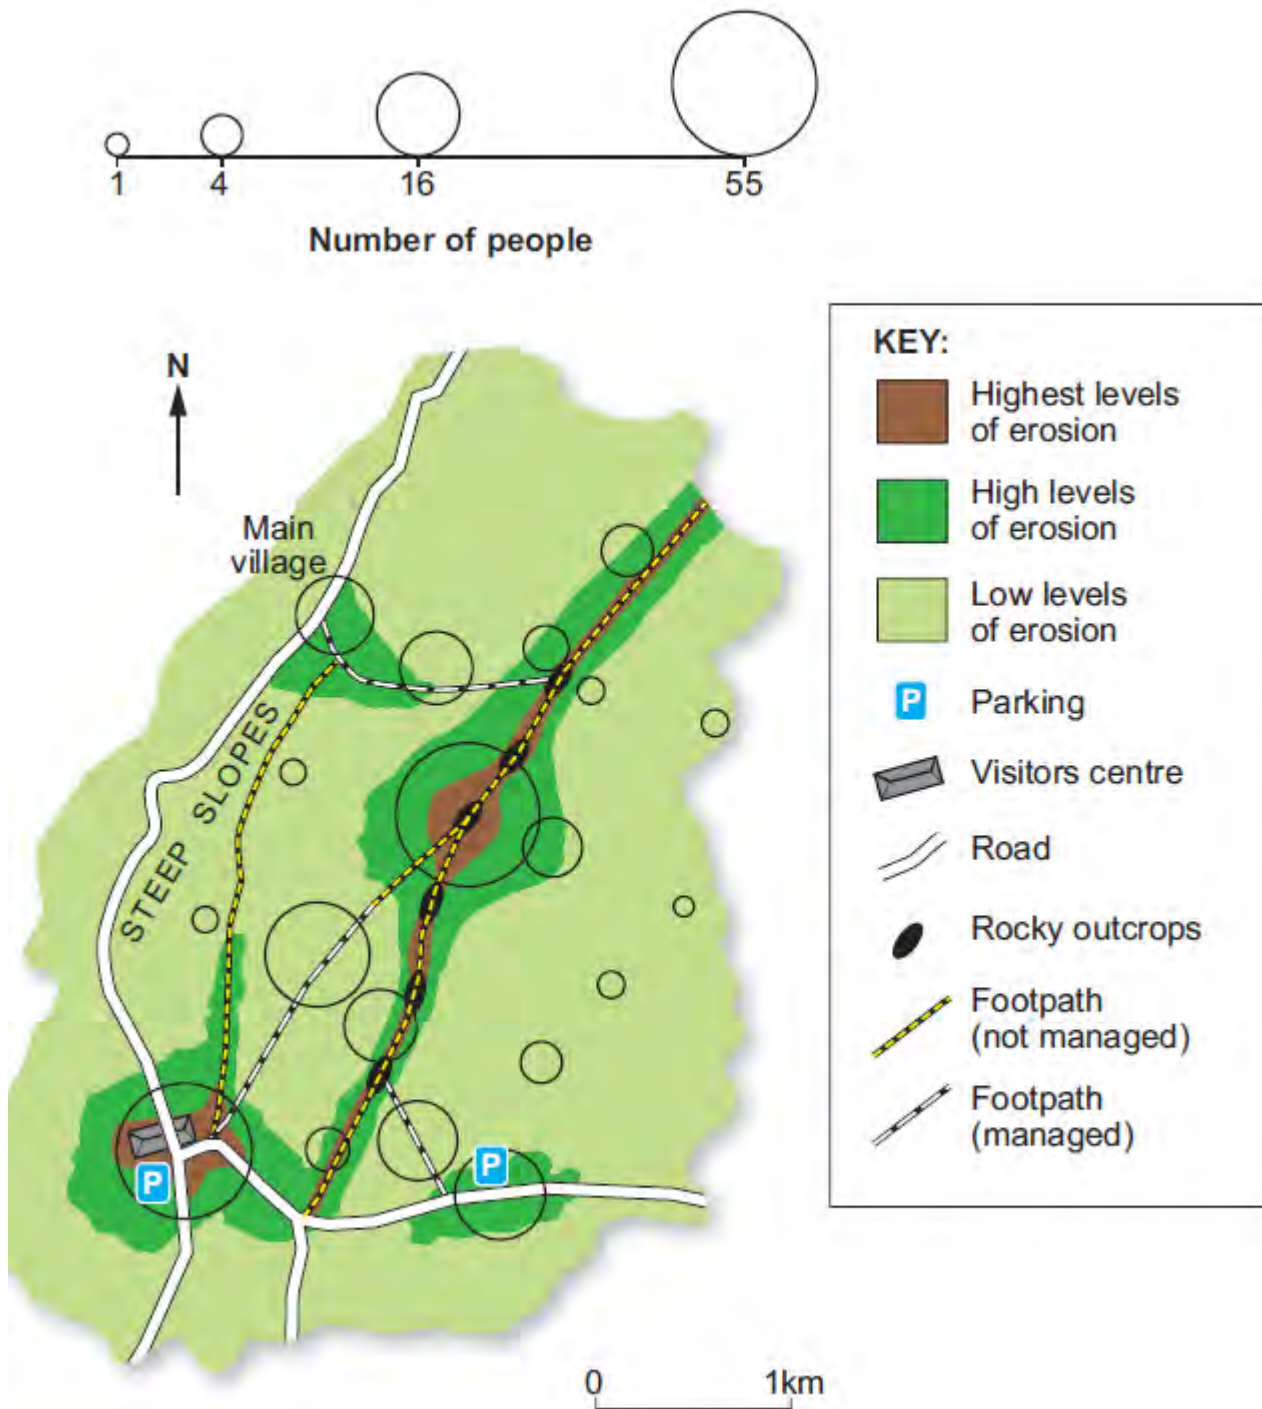 1 4 16 55
Number of people
N
Main
village
STEEP SLOPES
P
P
0 1km
KEY:
Highest levels
of erosion
High levels
of erosion
Low levels
of erosion
P Parking
Visitors centre
Road
Rocky outcrops
Footpath
(not managed)
Footpath
(managed)